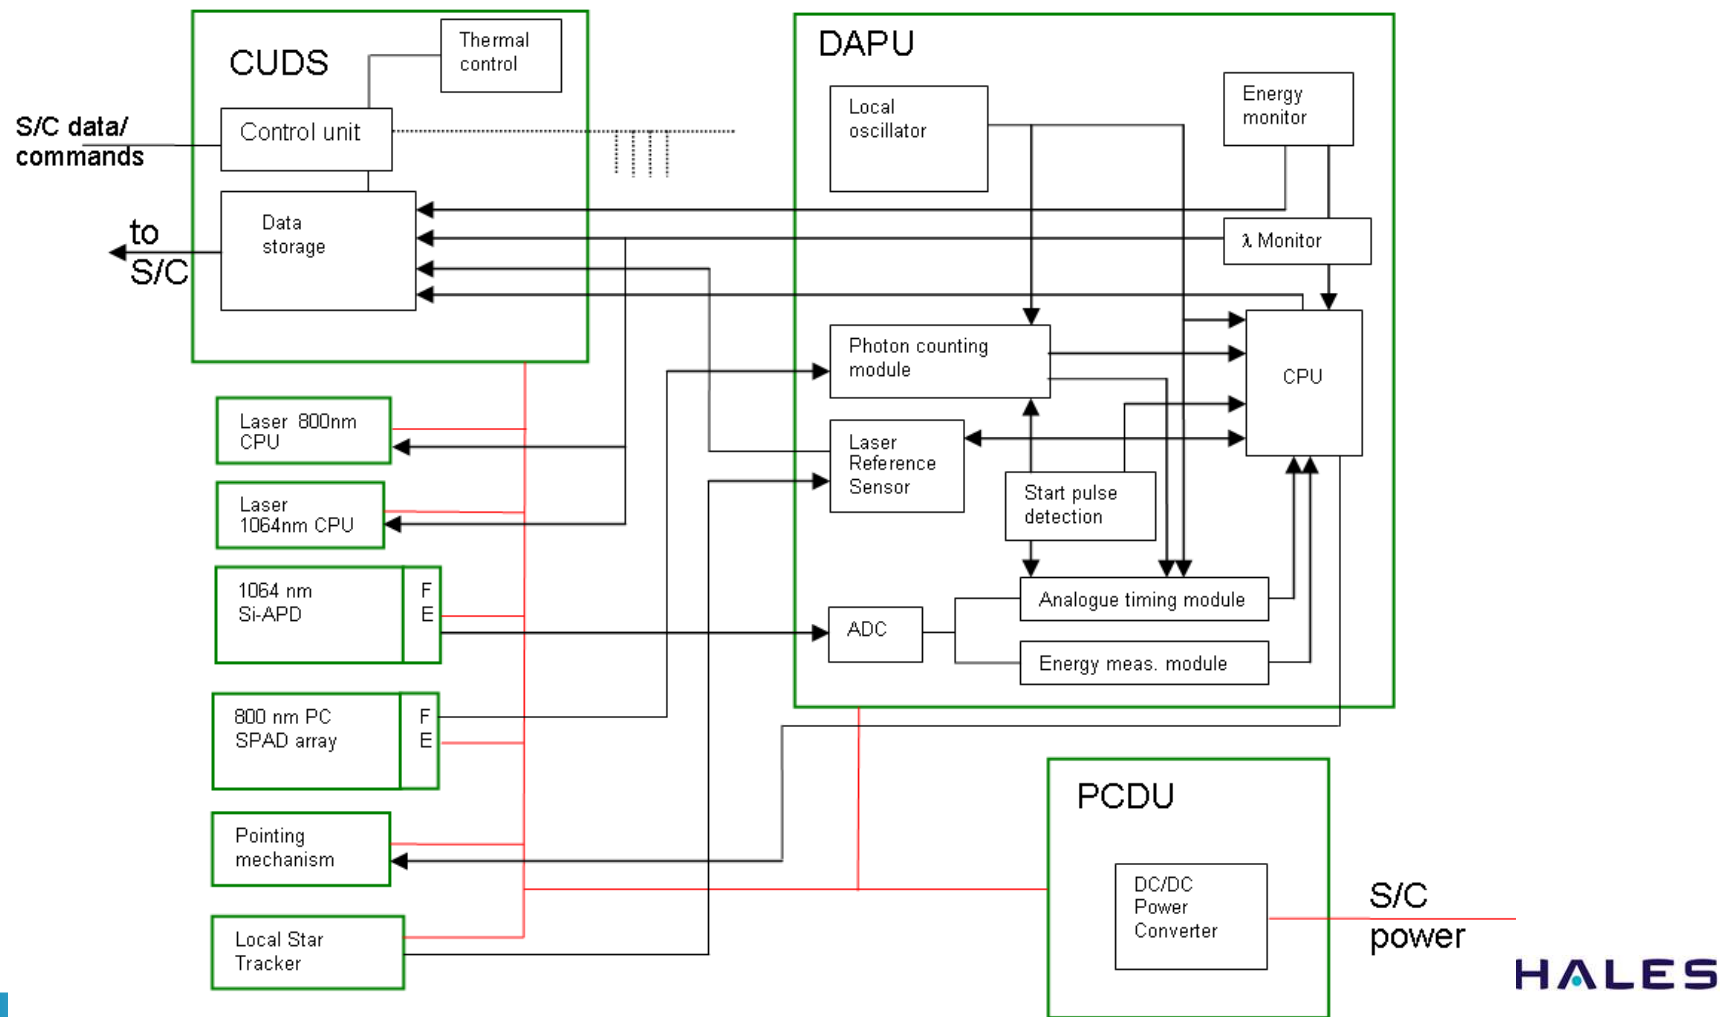 CUDS
Thermal
control
S/C data/
commands
Control unit
Data
storage
to
S/C
DAPU
Local
oscillator
Energy
monitor
λ Monitor
Photon counting
module
CPU
Laser
Reference
Sensor
Start pulse
detection
ADC
Analogue timing module
Energy meas. module
Laser 800nm
CPU
Laser
1064nm CPU
1064 nm
Si-APD
F
E
800 nm PC
SPAD array
F
E
Pointing
mechanism
Local Star
Tracker
PCDU
DC/DC
Power
Converter
S/C
power
HALES